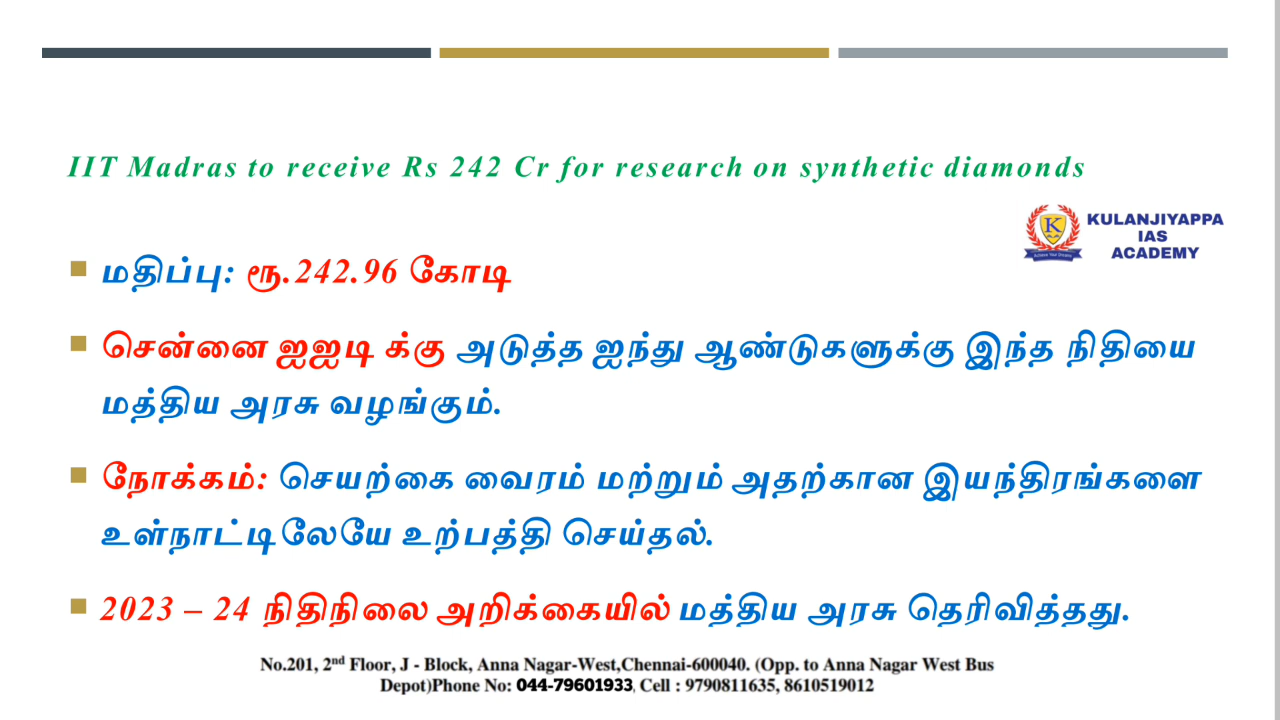 IIT Madras to receive Rs 242 Cr for research on synthetic diamonds
KULANJIYAPPA
IAS
ACADEMY
K
Achieve Your Dreams
மதிப்பு: ரூ.242.96 கோடி
சென்னை ஐஐடி க்கு அடுத்த ஐந்து ஆண்டுகளுக்கு இந்த நிதியை
மத்திய அரசு வழங்கும்.
நோக்கம்: செயற்கை வைரம் மற்றும் அதற்கான இயந்திரங்களை
உள்நாட்டிலேயே உற்பத்தி செய்தல்.
2023 – 24 நிதிநிலை அறிக்கையில் மத்திய அரசு தெரிவித்தது.
No.201, 2nd Floor, J - Block, Anna Nagar-West,Chennai-600040. (Opp. to Anna Nagar West Bus
Depot)Phone No: 044-79601933, Cell : 9790811635, 8610519012